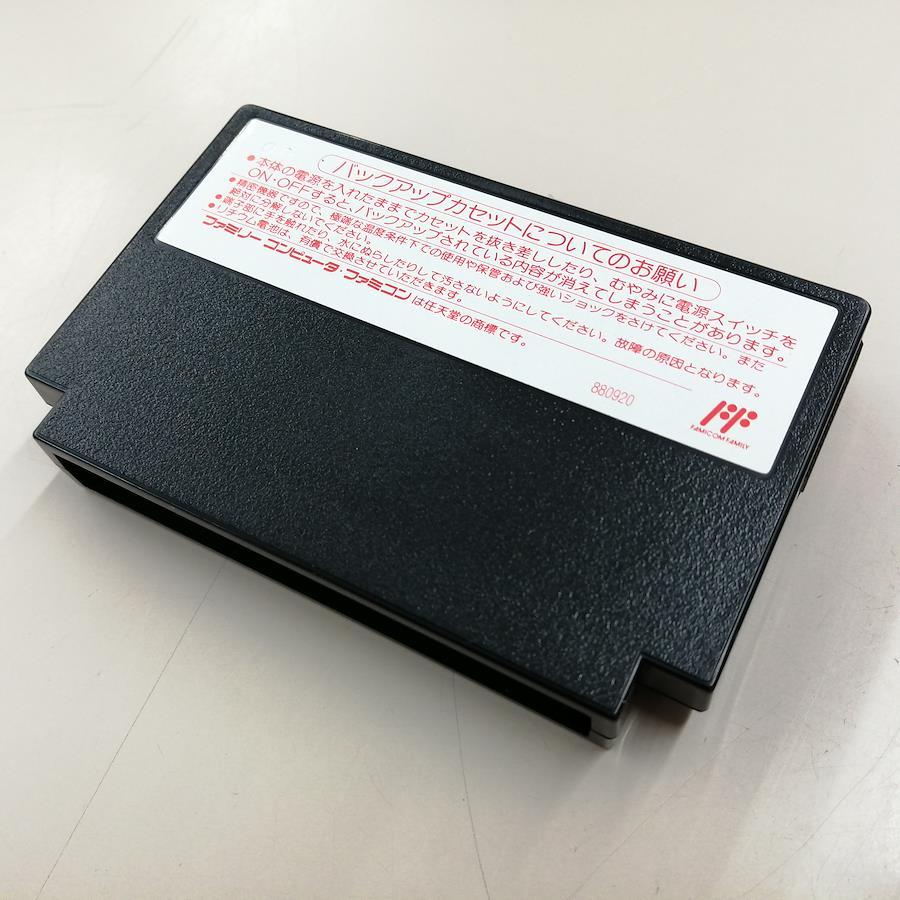 バックアップカセットについてのお願い
●本体の電源を入れたままでカセットを抜き差ししたり、むやみに電源スイッチを
ON・OFFすると、バックアップされている内容が消えてしまうことがあります。
●精密機器ですので、極端な温度条件下での使用や保管および強いショックをさけてください。また
絶対に分解しないでください。
●端子部に手を触れたり、水にぬらしたりして汚さないようにしてください。故障の原因となります。
●リチウム電池は、有償で交換させていただきます。
ファミリーコンピュータ・ファミコンは任天堂の商標です。
880920
FAMICOM FAMILY